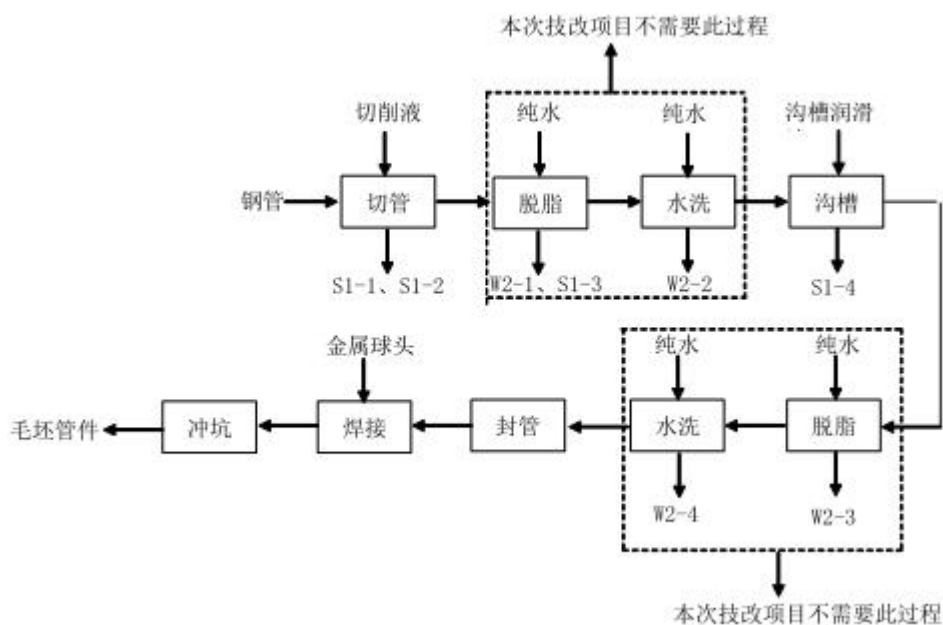 本次技改项目不需要此过程
切削液
纯水
纯水
沟槽润滑
钢管
切管
脱脂
水洗
沟槽
S1-1、S1-2
W2-1、S1-3
W2-2
S1-4
金属球头
纯水
纯水
毛坯管件
冲坑
焊接
封管
水洗
脱脂
W2-4
W2-3
本次技改项目不需要此过程